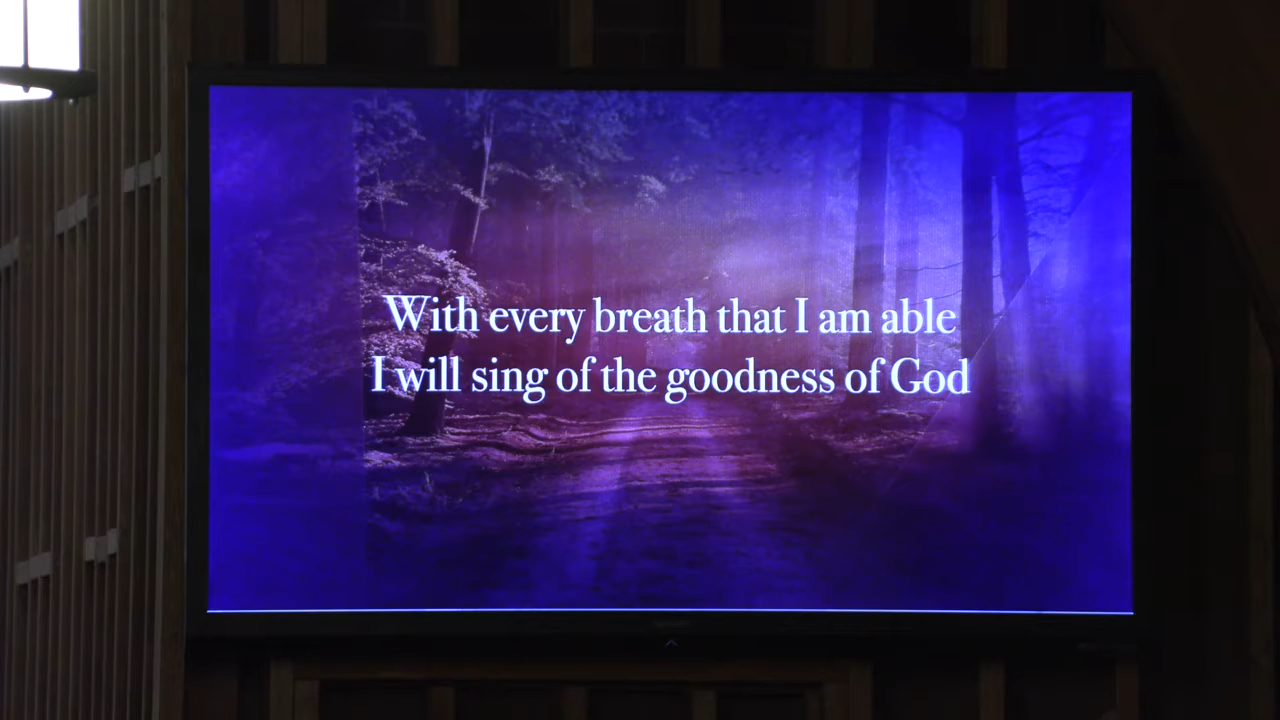 With every breath that I am able
I will sing of the goodness of God